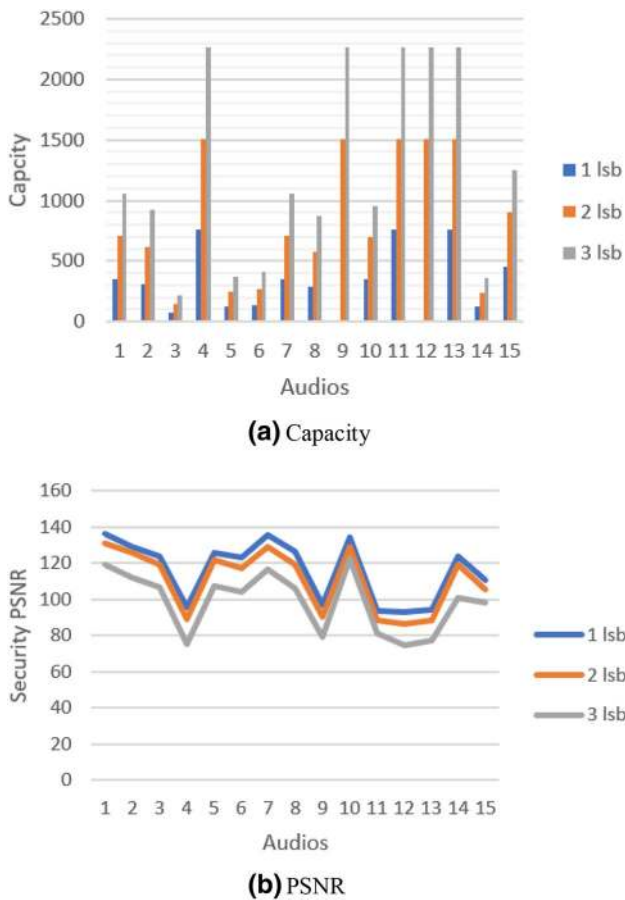 2500
2000
1500
1000
500
0
Capcity
1 2 3 4 5 6 7 8 9 10 11 12 13 14 15
Audios
1 lsb
2 lsb
3 lsb
(a) Capacity
160
140
120
100
80
60
40
20
0
Security PSNR
1 2 3 4 5 6 7 8 9 10 11 12 13 14 15
Audios
1 lsb
2 lsb
3 lsb
(b) PSNR